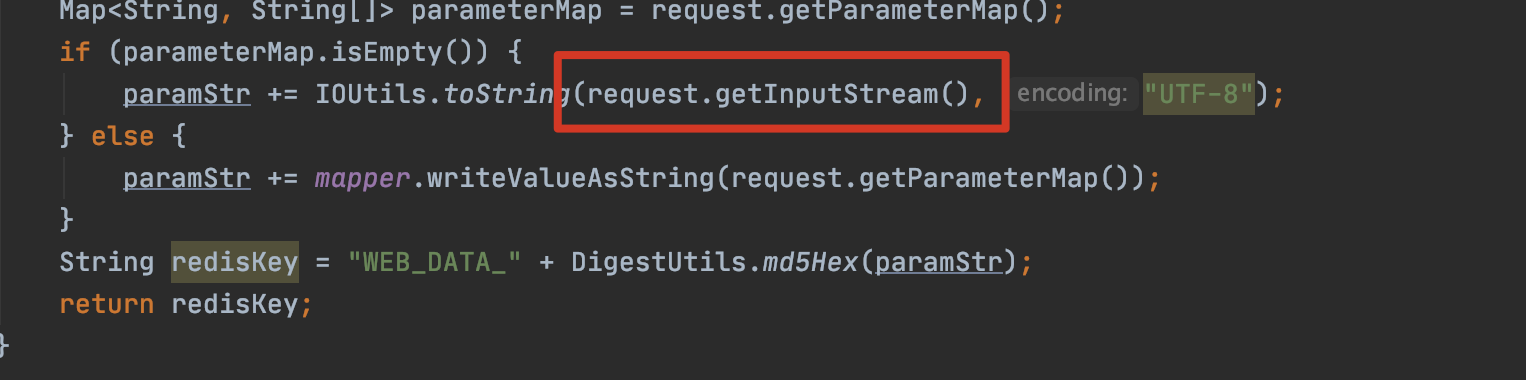 Map<String, String[]> parameterMap = request.getParameterMap();
if (parameterMap.isEmpty()) {
paramStr += IOUtils.toString(request.getInputStream(), encoding: "UTF-8");
} else {
paramStr += mapper.writeValueAsString(request.getParameterMap());
}
String redisKey = "WEB_DATA_" + DigestUtils.md5Hex(paramStr);
return redisKey;
}